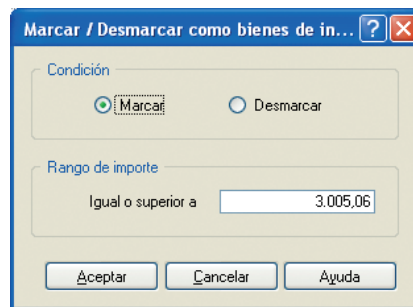 Marcar / Desmarcar como bienes de in...
Condición
Marcar
Desmarcar
Rango de importe
Igual o superior a
3.005,06
Aceptar
Cancelar
Ayuda